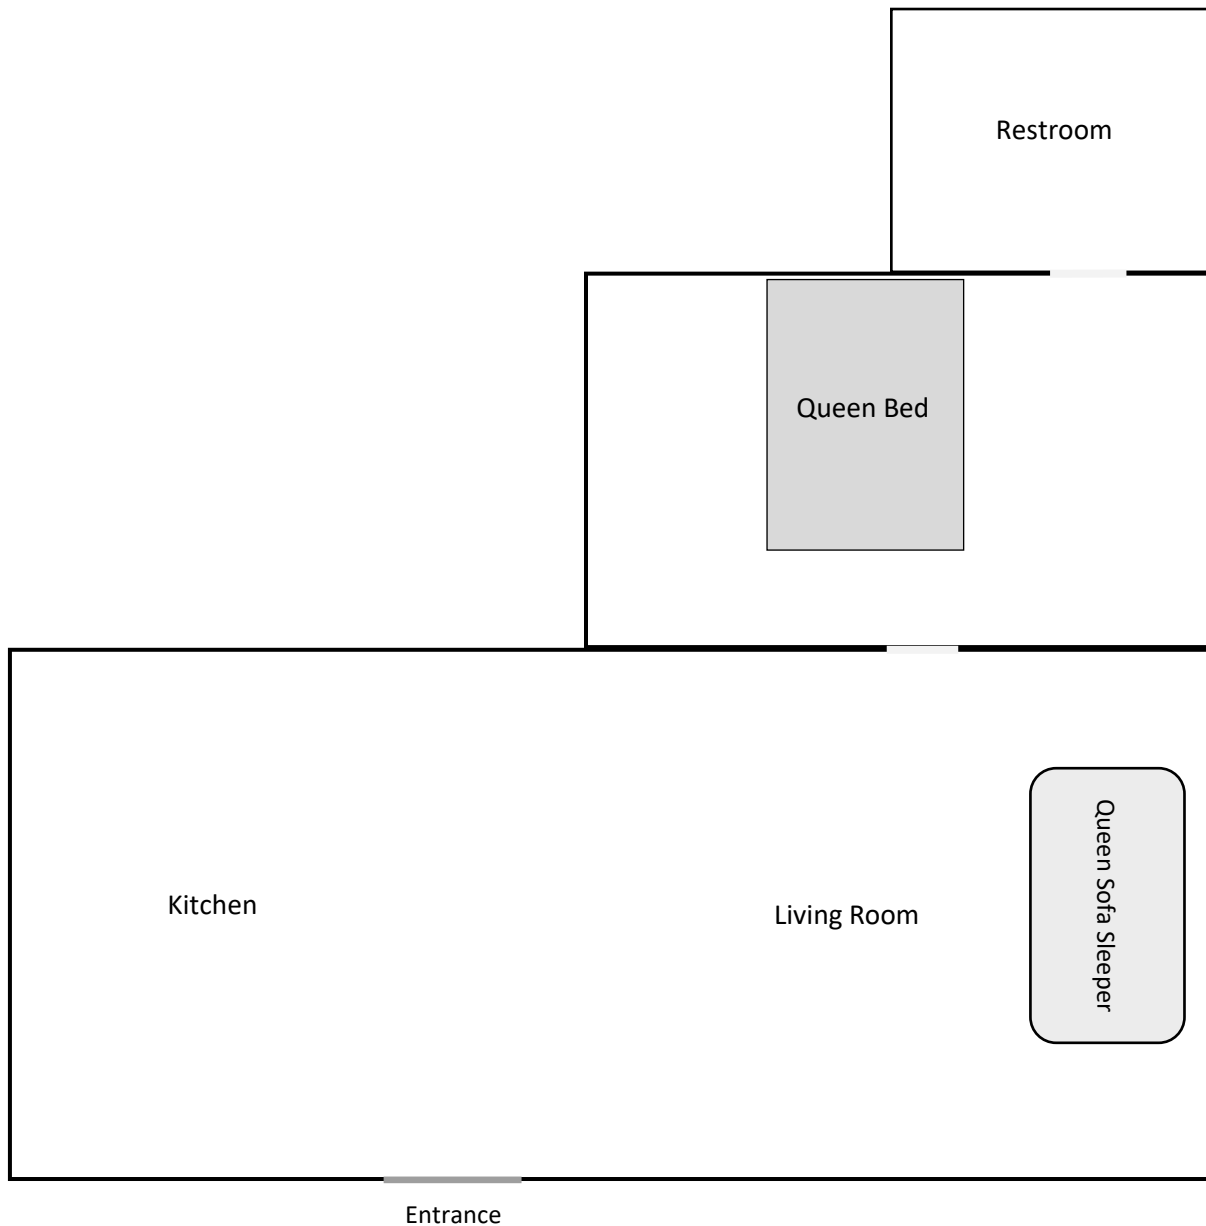 Restroom
Queen Bed
Queen Sofa Sleeper
Kitchen
Living Room
Entrance